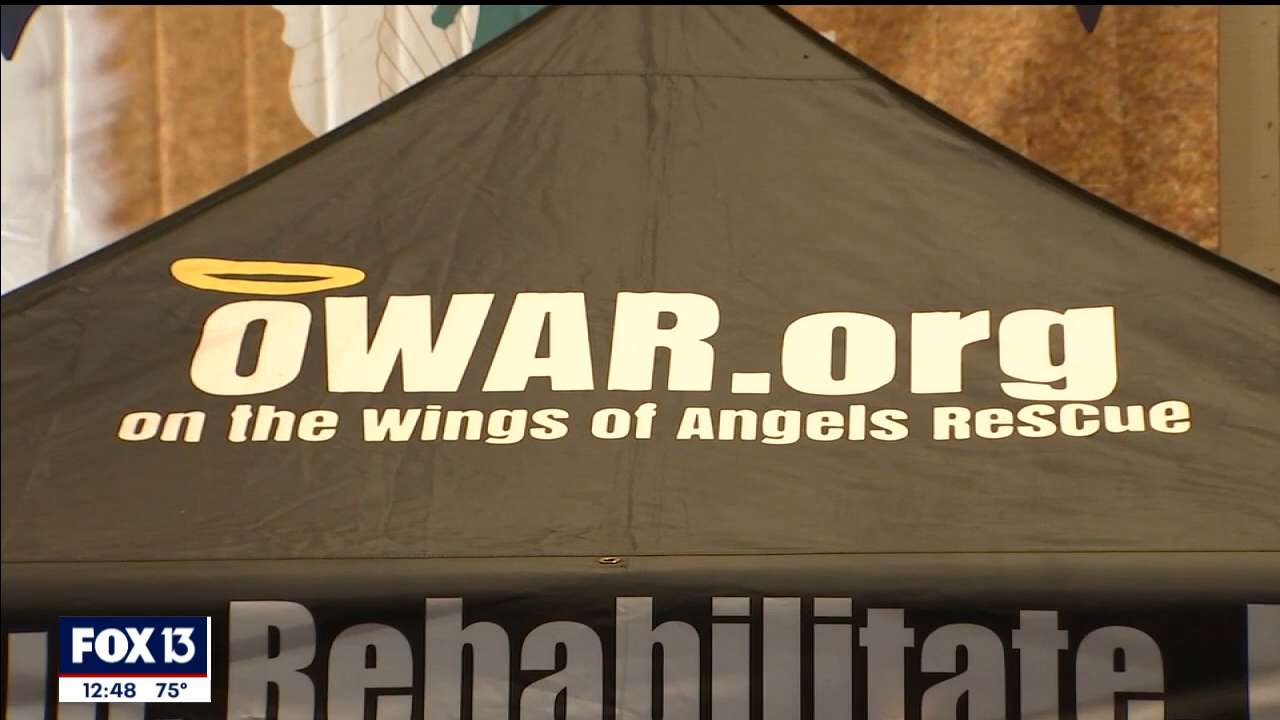 oWAR.org
on the Wings of Angels ReSCue
Rehabilitate
FOX 13
12:48 75°